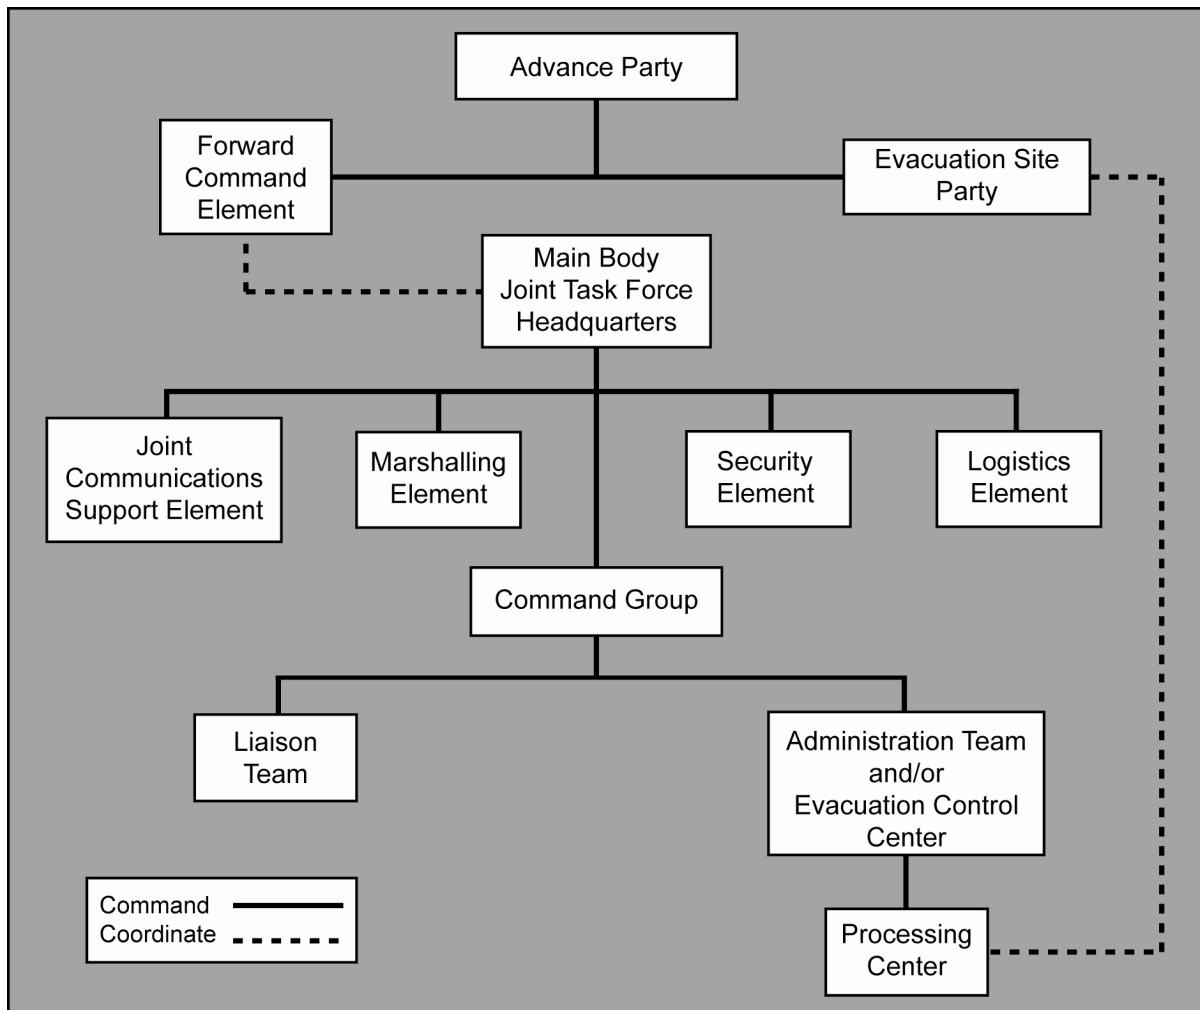 Advance Party
Forward
Command
Element
Evacuation Site
Party
Main Body
Joint Task Force
Headquarters
Joint
Communications
Support Element
Marshalling
Element
Security
Element
Logistics
Element
Command Group
Liaison
Team
Administration Team
and/or
Evacuation Control
Center
Command
Coordinate
Processing
Center